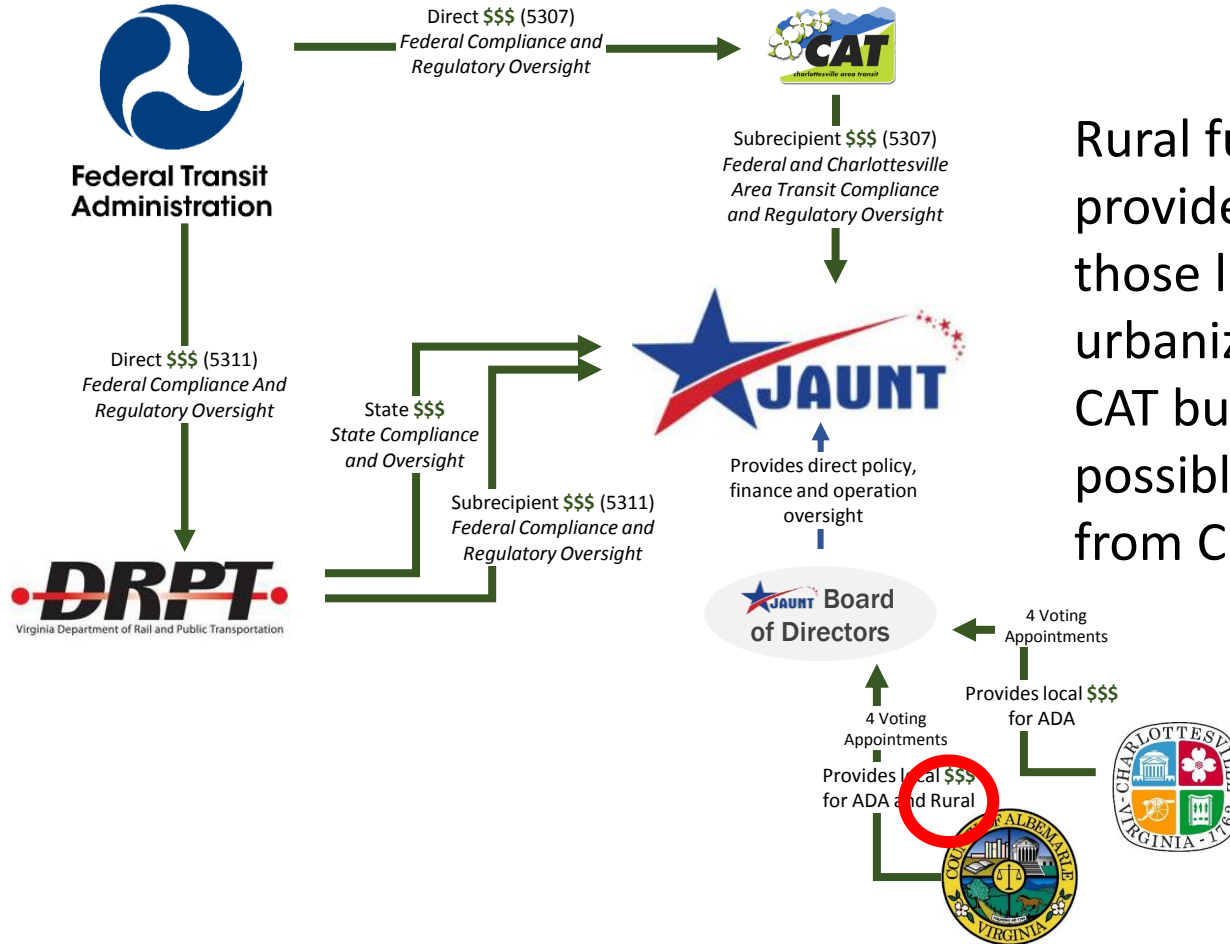 Direct $$$ (5307)
Federal Compliance and
Regulatory Oversight
CAT
charlottesville area transit
Federal Transit
Administration
Subrecipient $$$ (5307)
Federal and Charlottesville
Area Transit Compliance
and Regulatory Oversight
Rural
provide
those
urbaniz
CAT
possibl
from C
Direct $$$ (5311)
Federal Compliance And
Regulatory Oversight
State $$$
State Compliance
and Oversight
Subrecipient $$$ (5311)
Federal Compliance and
Regulatory Oversight
JAUNT
Provides direct policy,
finance and operation
oversight
DRPT
Virginia Department of Rail and Public Transportation
JAUNT Board
of Directors
4 Voting
Appointments
Provides local $$$
for ADA
4 Voting
Appointments
Provides local $$$
for ADA and Rural
CHARLOTTESVILLE
VIRGINIA - 1762
COUNTY OF ALBEMARLE
VIRGINIA